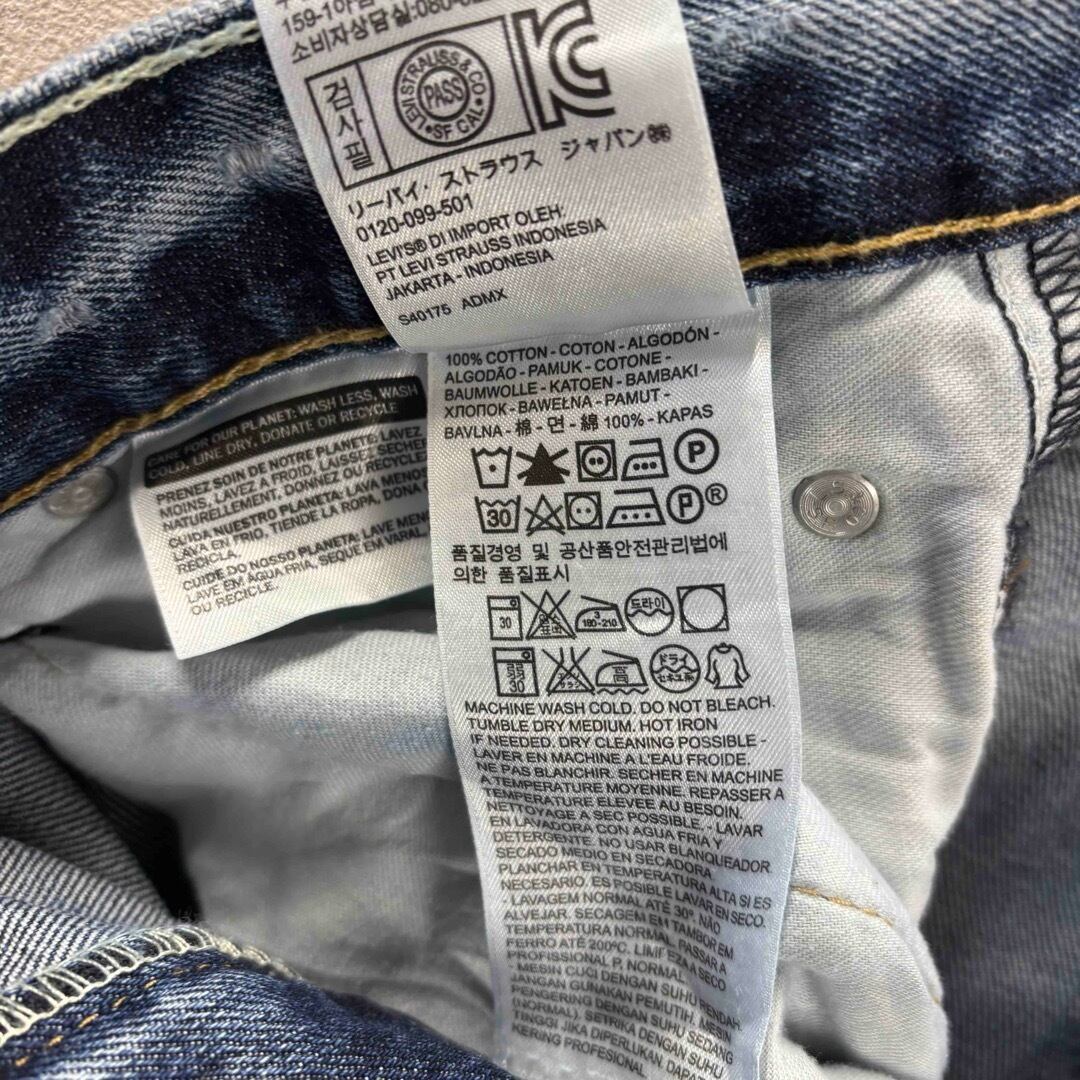 159-1
소비자상담실:080-
검사필
LEVI STRAUSS & CO
PASS
SF CAL
リーバイ・ストラウス ジャパン㈱
0120-099-501
LEVI'S® DI IMPORT OLEH:
PT LEVI STRAUSS INDONESIA
JAKARTA - INDONESIA
S40175 ADMX
CARE FOR OUR PLANET: WASH LESS, WASH
COLD, LINE DRY, DONATE OR RECYCLE
PRENEZ SOIN DE NOTRE PLANETE: LAVEZ
MOINS, LAVEZ A FROID, LAISSEZ SECHER
NATURELLEMENT, DONNEZ OU RECYCLEZ
CUIDA NUESTRO PLANETA: LAVA MENOS,
LAVA EN FRIO, TIENDE LA ROPA, DONA O
RECICLA.
CUIDE DO NOSSO PLANETA: LAVE
LAVE EM AGUA FRIA, SEQUE EM VARAL,
OU RECICLE.
100% COTTON - COTON - ALGODÓN -
ALGODÃO - PAMUK - COTONE -
BAUMWOLLE - KATOEN - BAMBAKI -
ХЛОПОК - BAWEŁNA - PAMUT -
BAVLNA - 棉 - 면 - 綿 100% - KAPAS
P
30 P®
품질경영 및 공산품안전관리법에
의한 품질표시
30 표백 3 180-210 드라이
30 高 ドライ
MACHINE WASH COLD. DO NOT BLEACH.
TUMBLE DRY MEDIUM. HOT IRON
IF NEEDED. DRY CLEANING POSSIBLE -
LAVER EN MACHINE A L'EAU FROIDE.
NE PAS BLANCHIR. SECHER EN MACHINE
A TEMPERATURE MOYENNE. REPASSER A
TEMPERATURE ELEVEE AU BESOIN.
NETTOYAGE A SEC POSSIBLE. - LAVAR
EN LAVADORA CON AGUA FRIA Y
DETERGENTE. NO USAR BLANQUEADOR.
SECADO MEDIO EN SECADORA
PLANCHAR EN TEMPERATURA ALTA SI ES
NECESARIO. ES POSIBLE LAVAR EN SECO.
- LAVAGEM NORMAL ATÉ 30º. NÃO
ALVEJAR. SECAGEM EM TAMBOR EM
TEMPERATURA NORMAL. PASSAR A
FERRO ATÉ 200ºC. LIMPEZA A SECO
PROFISSIONAL P, NORMAL
- MESIN CUCI DENGAN SUHU RENDAH.
JANGAN GUNAKAN PEMUTIH. MESIN
PENGERING DENGAN SUHU SEDANG
(NORMAL). SETRIKA DENGAN SUHU
TINGGI JIKA DIPERLUKAN. DAPAT
KERING PROFESIONAL.